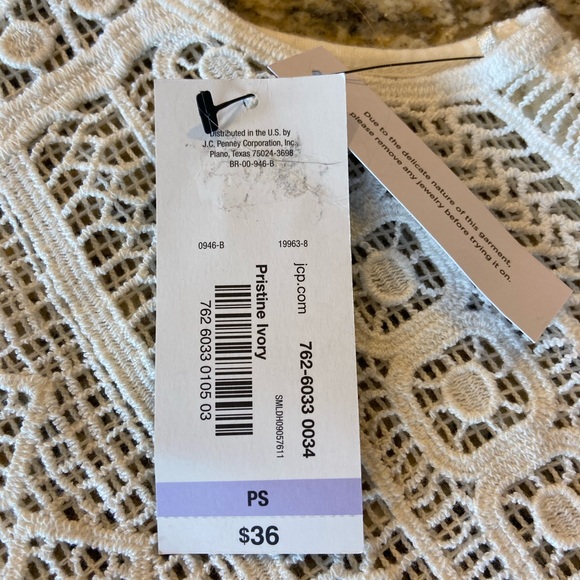 Distributed in the U.S. by
J.C. Penney Corporation, Inc.
Plano, Texas 75024-3698
BR-00-946-B
0946-B 19963-8
jcp.com
762-6033 0034
SMLDH09057611
Pristine Ivory
762 6033 0105 03
PS
$36
Due to the delicate nature of this garment,
please remove any jewelry before trying it on.